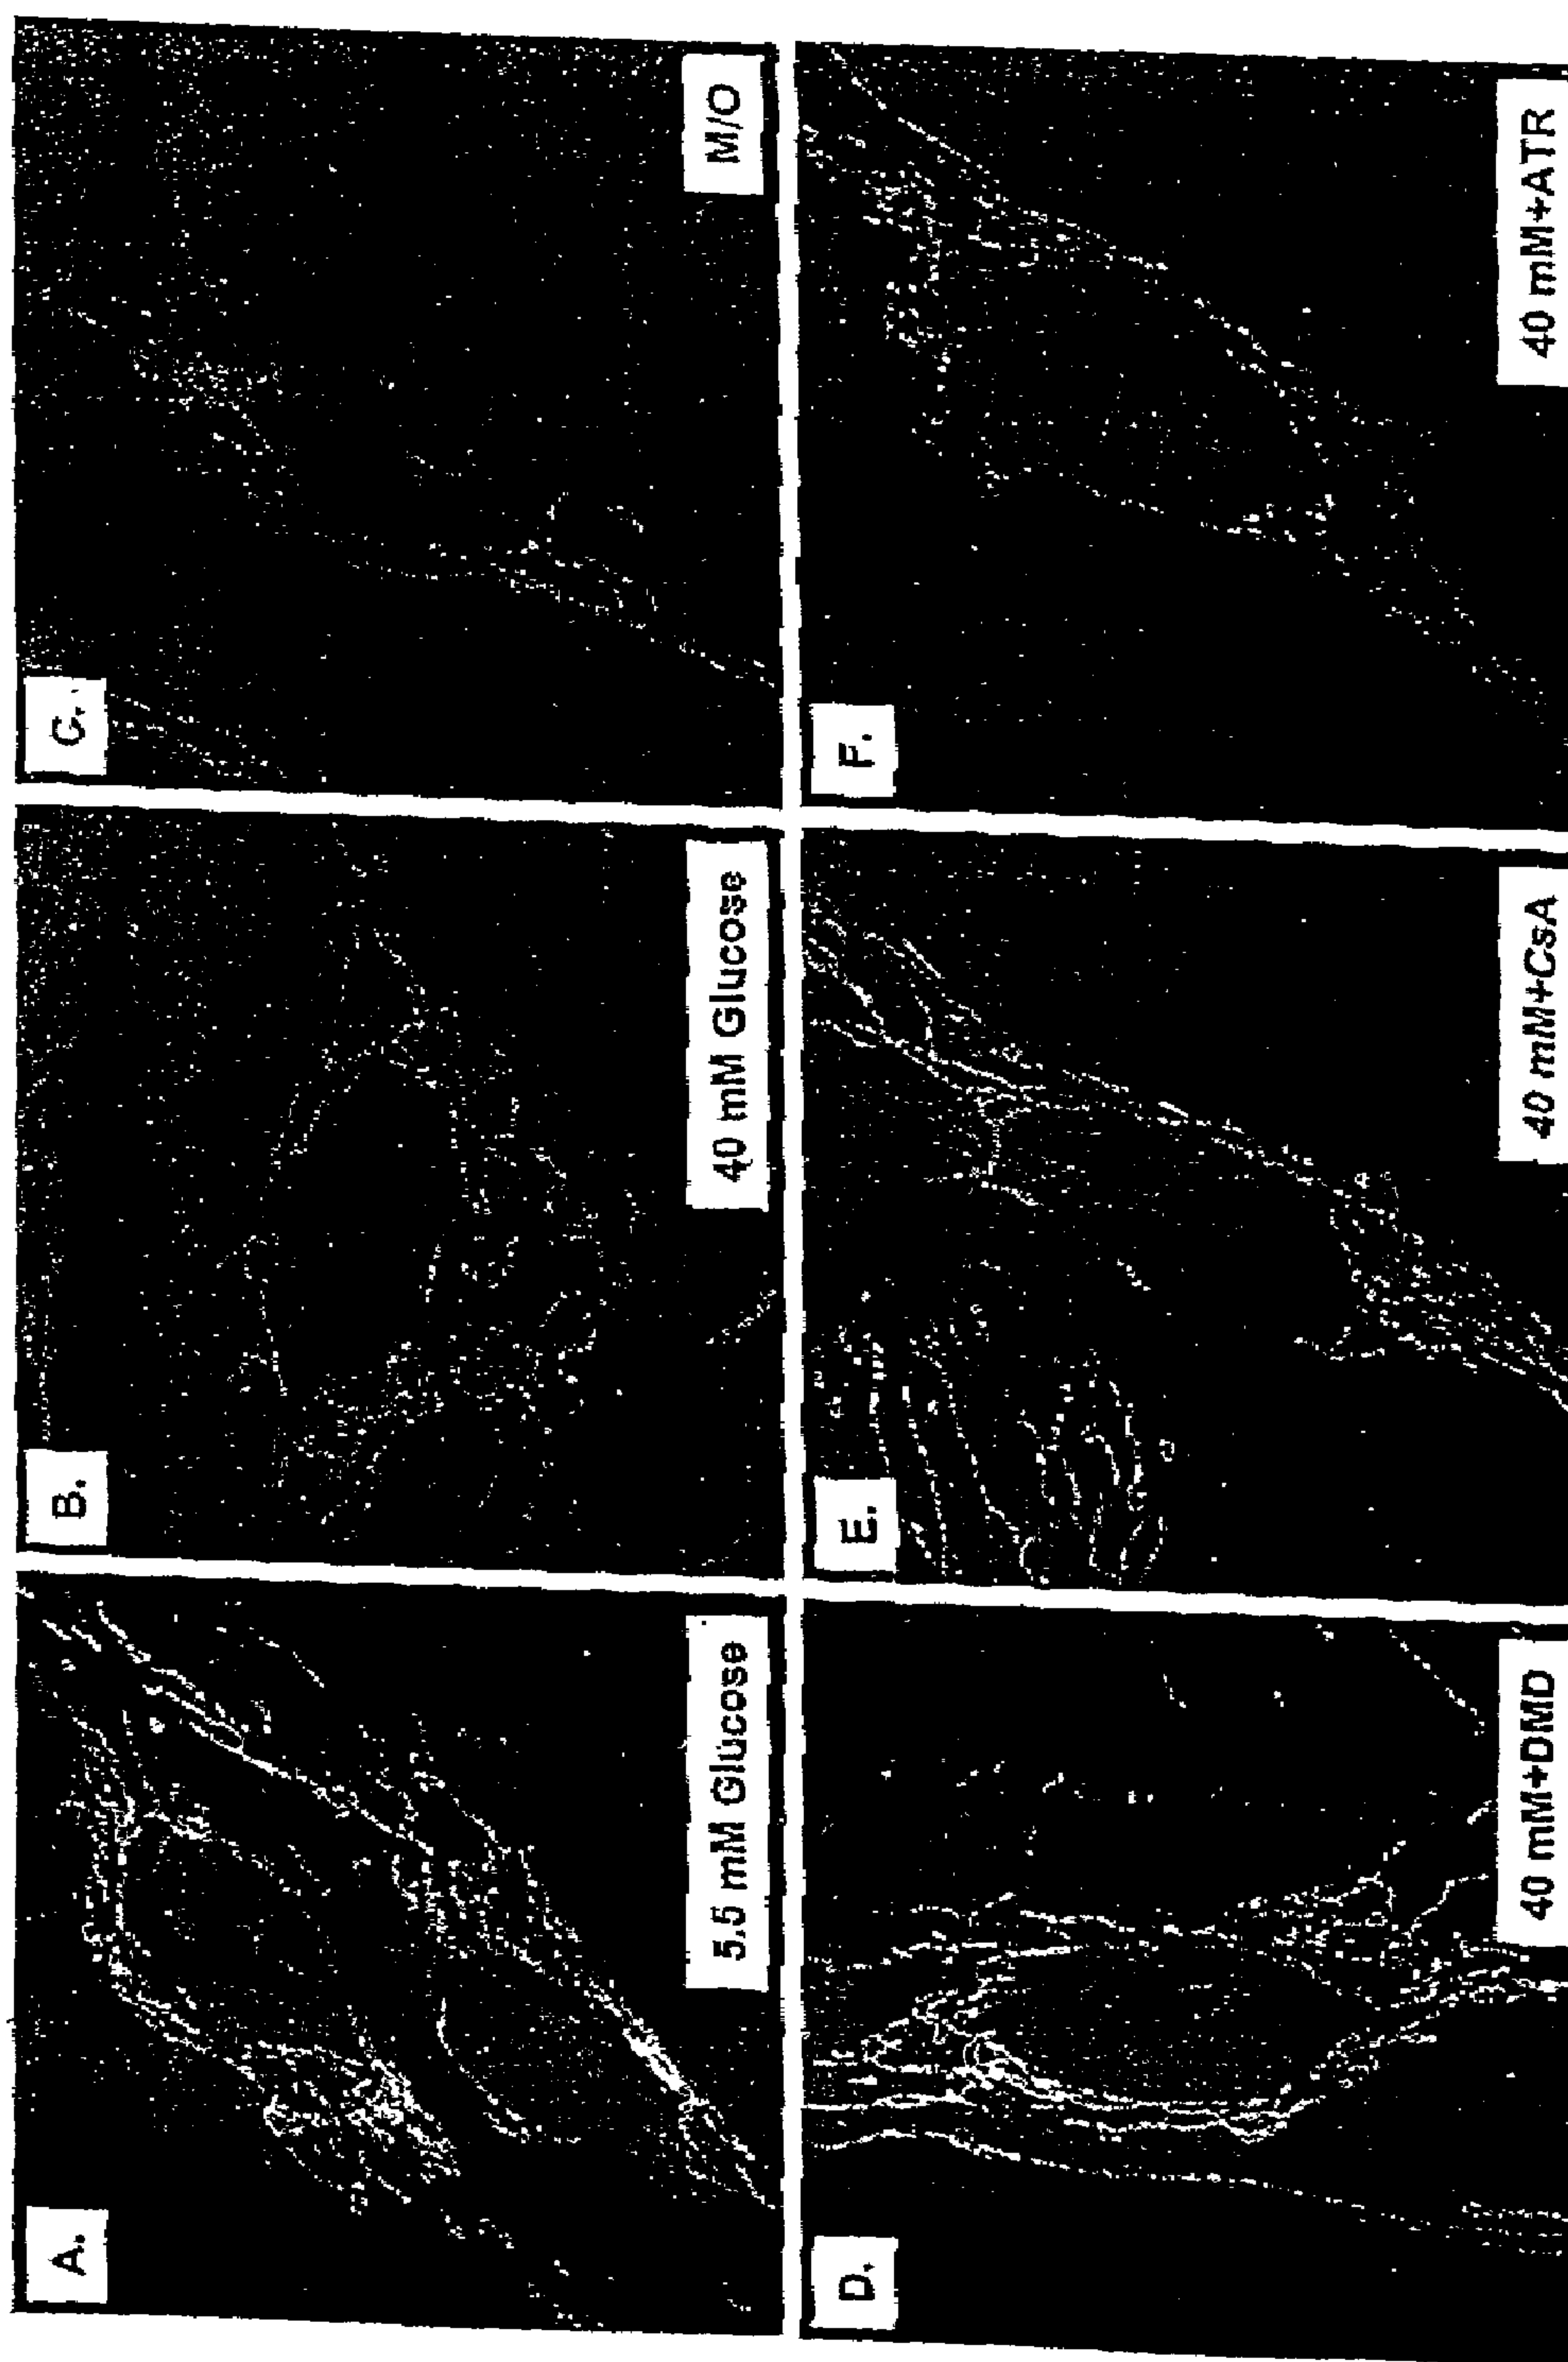 A.
5.5 mM Glucose
B.
40 mM Glucose
C.
M/O
D.
40 mM+DMD
E.
40 mM+CsA
F.
40 mM+ATR